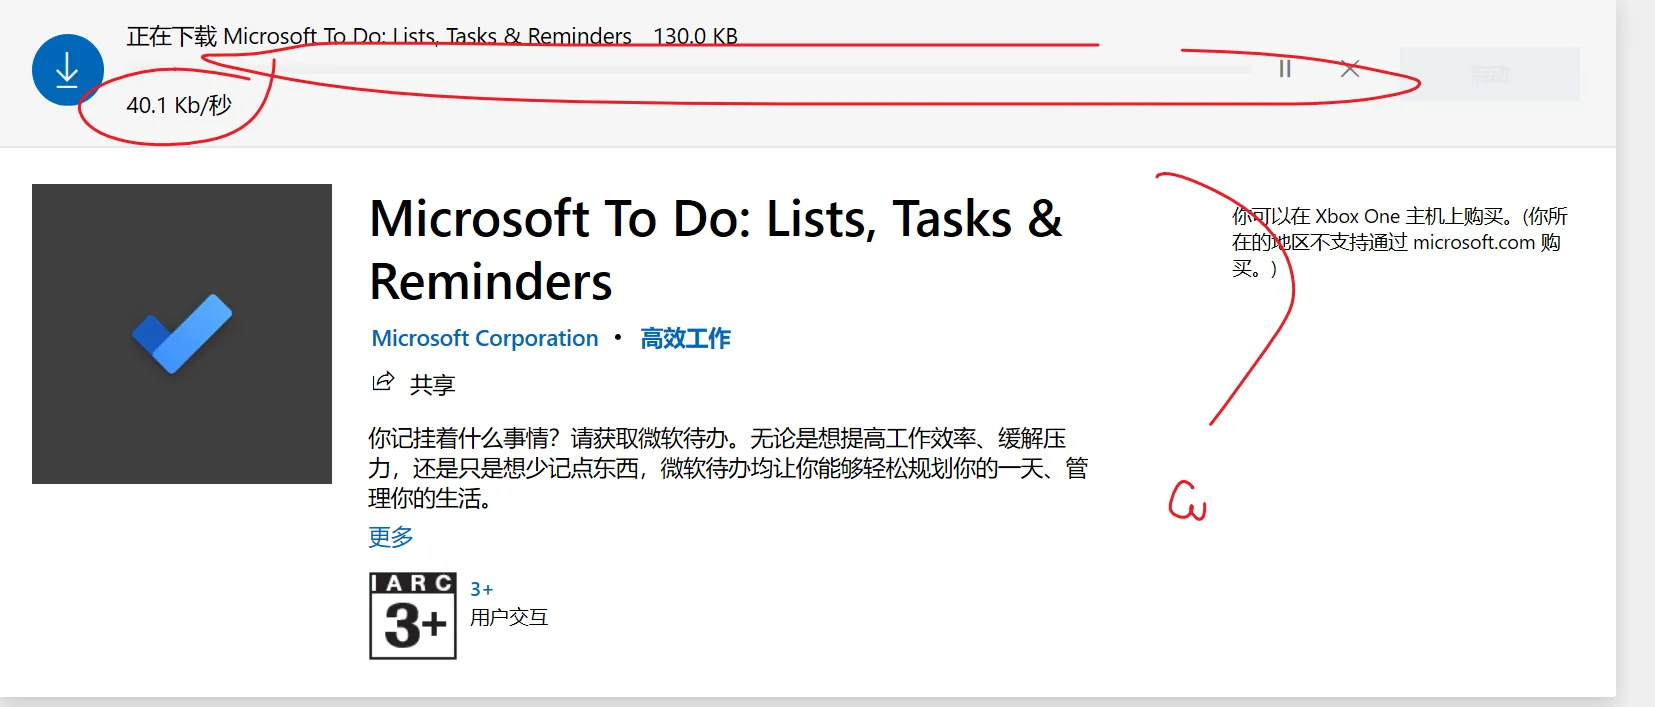 正在下载 Microsoft To Do: Lists, Tasks & Reminders 130.0 KB
启动
40.1 Kb/秒
Microsoft To Do: Lists, Tasks &
Reminders
Microsoft Corporation • 高效工作
共享
你记挂着什么事情？请获取微软待办。无论是想提高工作效率、缓解压
力，还是只是想少记点东西，微软待办均让你能够轻松规划你的一天、管
理你的生活。
更多
IARC
3+
3+
用户交互
你可以在 Xbox One 主机上购买。(你所
在的地区不支持通过 microsoft.com 购
买。)